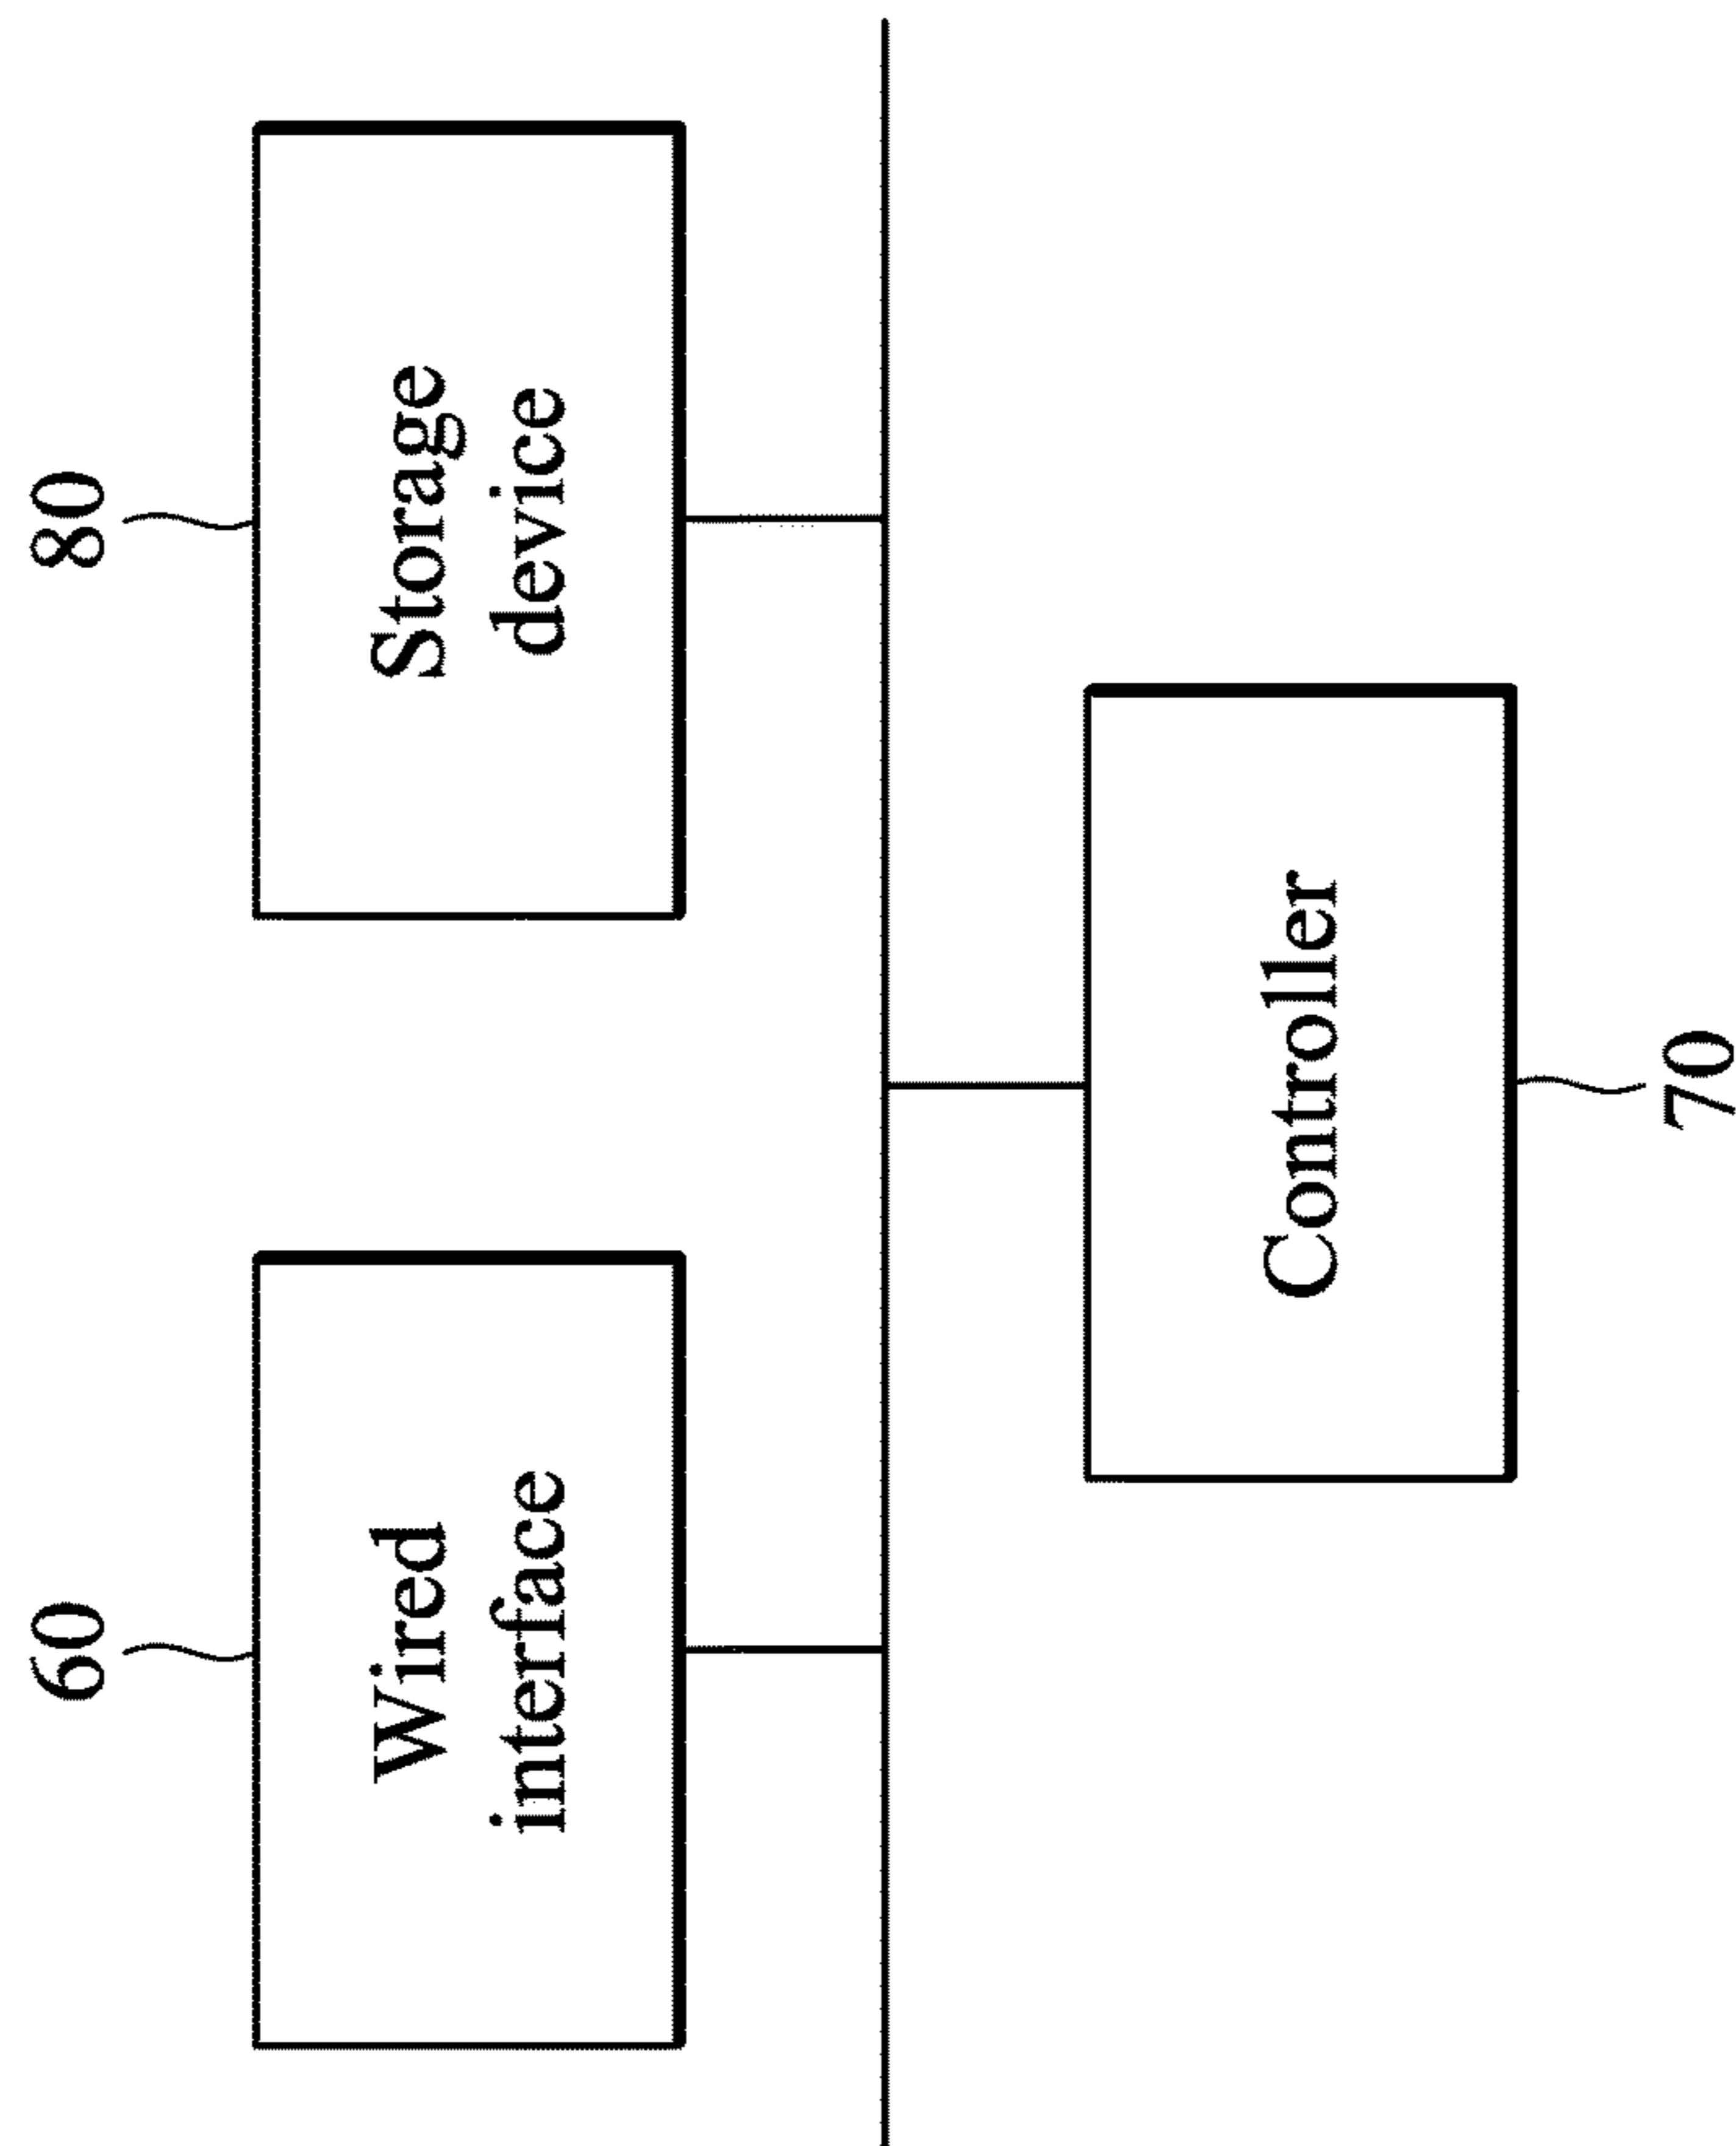 60
80
Wired
interface
Storage
device
Controller
70